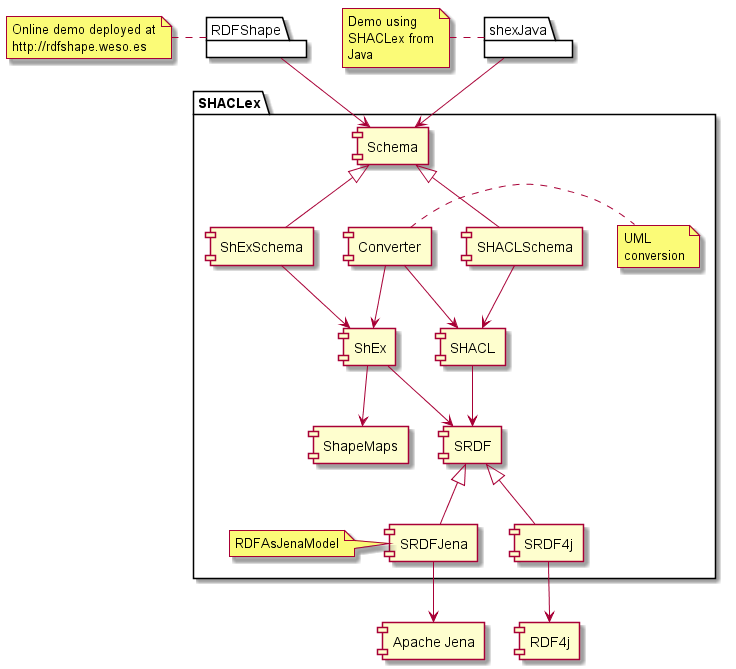 Online demo deployed at
http://rdfshape.weso.es
RDFShape
Demo using
SHACLex from
Java
shexJava
SHACLex
Schema
ShExSchema
Converter
SHACLSchema
UML
conversion
ShEx
SHACL
ShapeMaps
SRDF
RDFAsJenaModel
SRDFJena
SRDF4j
Apache Jena
RDF4j